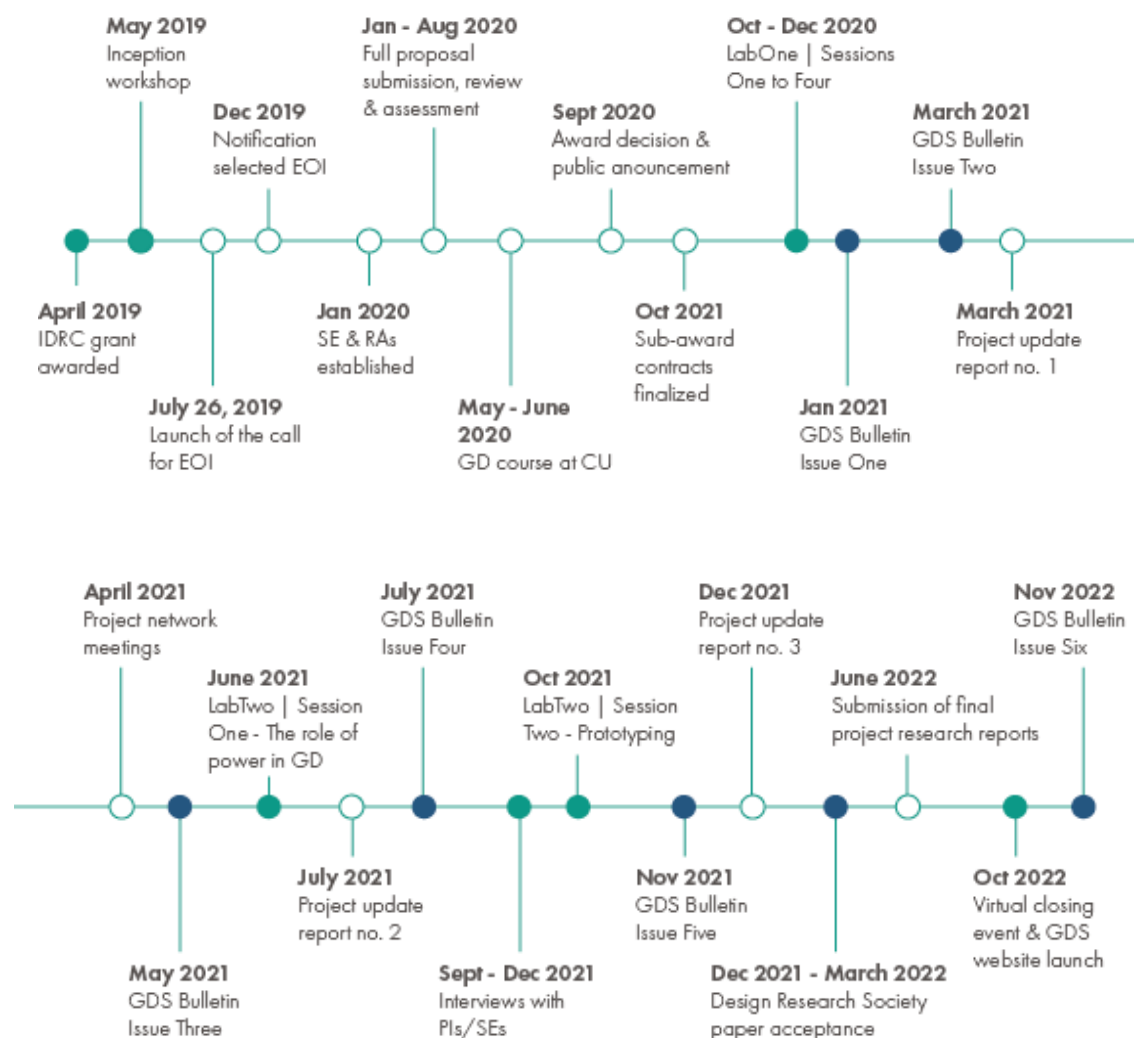 May 2019
Inception
workshop
Jan - Aug 2020
Full proposal
submission, review
& assessment
Oct - Dec 2020
LabOne | Sessions
One to Four
Dec 2019
Notification
selected EOI
Sept 2020
Award decision &
public anouncement
March 2021
GDS Bulletin
Issue Two
April 2019
IDRC grant
awarded
Jan 2020
SE & RAs
established
Oct 2021
Sub-award
contracts
finalized
March 2021
Project update
report no. 1
July 26, 2019
Launch of the call
for EOI
May - June
2020
GD course at CU
Jan 2021
GDS Bulletin
Issue One
April 2021
Project network
meetings
July 2021
GDS Bulletin
Issue Four
Dec 2021
Project update
report no. 3
Nov 2022
GDS Bulletin
Issue Six
June 2021
LabTwo | Session
One - The role of
power in GD
Oct 2021
LabTwo | Session
Two - Prototyping
June 2022
Submission of final
project research reports
July 2021
Project update
report no. 2
Nov 2021
GDS Bulletin
Issue Five
Oct 2022
Virtual closing
event & GDS
website launch
May 2021
GDS Bulletin
Issue Three
Sept - Dec 2021
Interviews with
PIs/SEs
Dec 2021 - March 2022
Design Research Society
paper acceptance